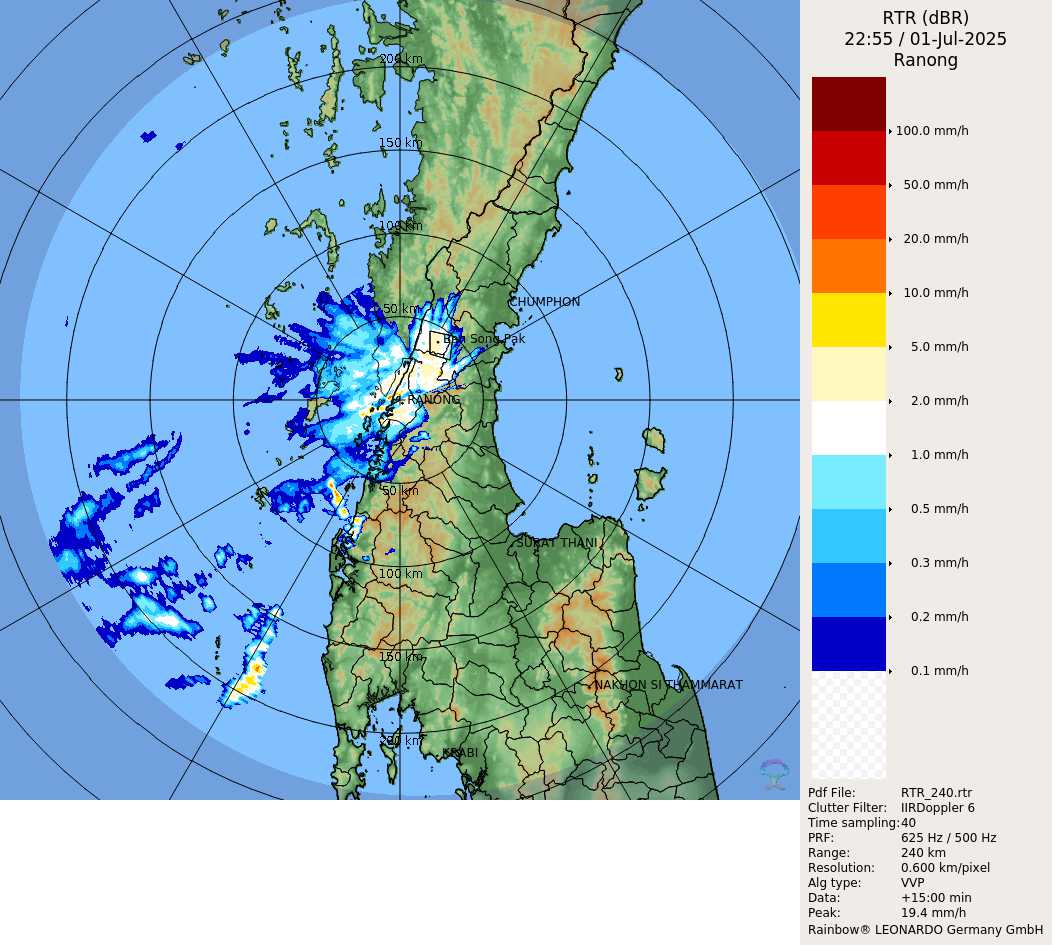 RTR (dBR)
22:55 / 01-Jul-2025
Ranong
200 km
150 km
100 km
50 km
CHUMPHON
Ban Song Pak
RANONG
50 km
SURAT THANI
100 km
150 km
NAKHON SI THAMMARAT
200 km
KRABI
100.0 mm/h
50.0 mm/h
20.0 mm/h
10.0 mm/h
5.0 mm/h
2.0 mm/h
1.0 mm/h
0.5 mm/h
0.3 mm/h
0.2 mm/h
0.1 mm/h
Pdf File: RTR_240.rtr
Clutter Filter: IIRDoppler 6
Time sampling:40
PRF: 625 Hz / 500 Hz
Range: 240 km
Resolution: 0.600 km/pixel
Alg type: VVP
Data: +15:00 min
Peak: 19.4 mm/h
Rainbow® LEONARDO Germany GmbH